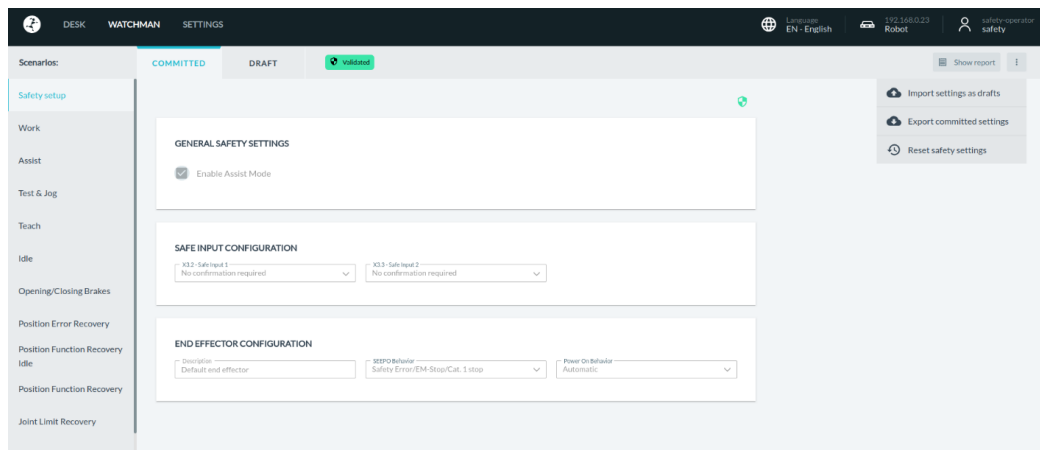 DESK WATCHMAN SETTINGS
Language
EN - English
192.168.0.23
Robot
safety-operator
safety
Scenarios:
COMMITTED DRAFT Validated Show report
Safety setup
Work
Assist
Test & Jog
Teach
Idle
Opening/Closing Brakes
Position Error Recovery
Position Function Recovery
Idle
Position Function Recovery
Joint Limit Recovery
Import settings as drafts
Export committed settings
Reset safety settings
GENERAL SAFETY SETTINGS
Enable Assist Mode
SAFE INPUT CONFIGURATION
X3.2 - Safe Input 1
No confirmation required
X3.3 - Safe Input 2
No confirmation required
END EFFECTOR CONFIGURATION
Description
Default end effector
SEEPO Behavior
Safety Error/EM-Stop/Cat. 1 stop
Power On Behavior
Automatic